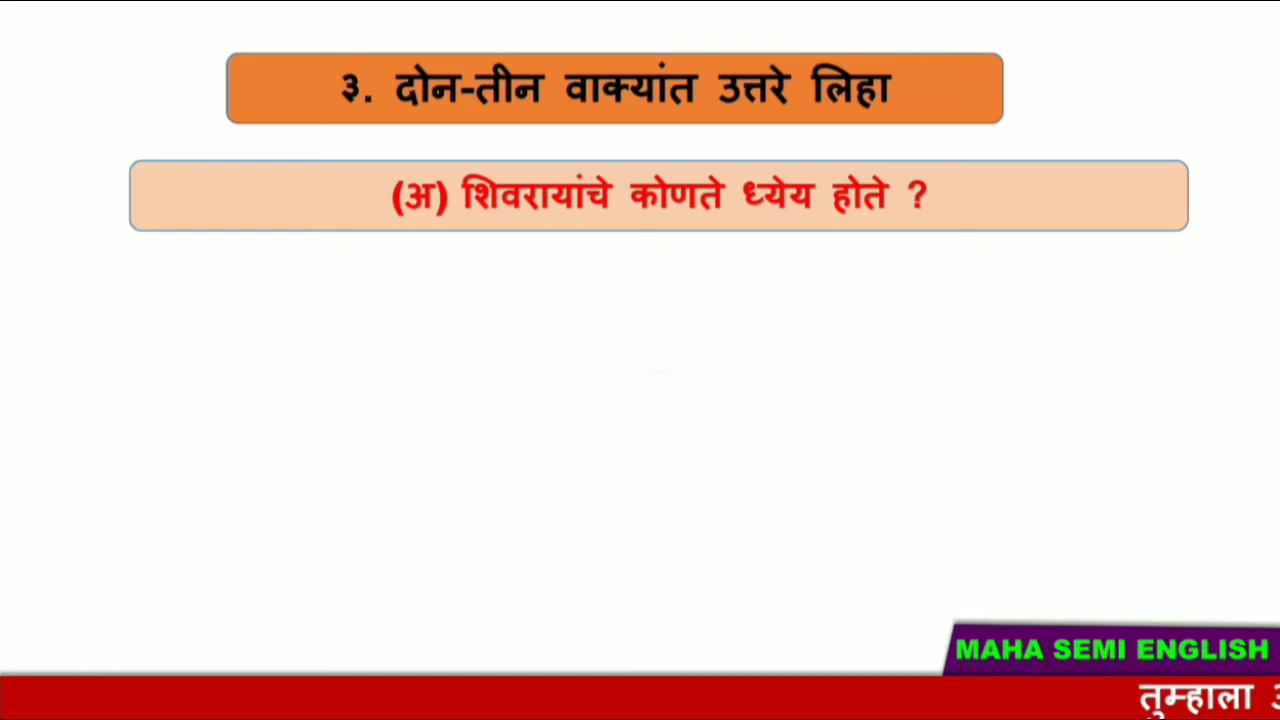 ३. दोन-तीन वाक्यांत उत्तरे लिहा
(अ) शिवरायांचे कोणते ध्येय होते ?
MAHA SEMI ENGLISH
तुम्हाला